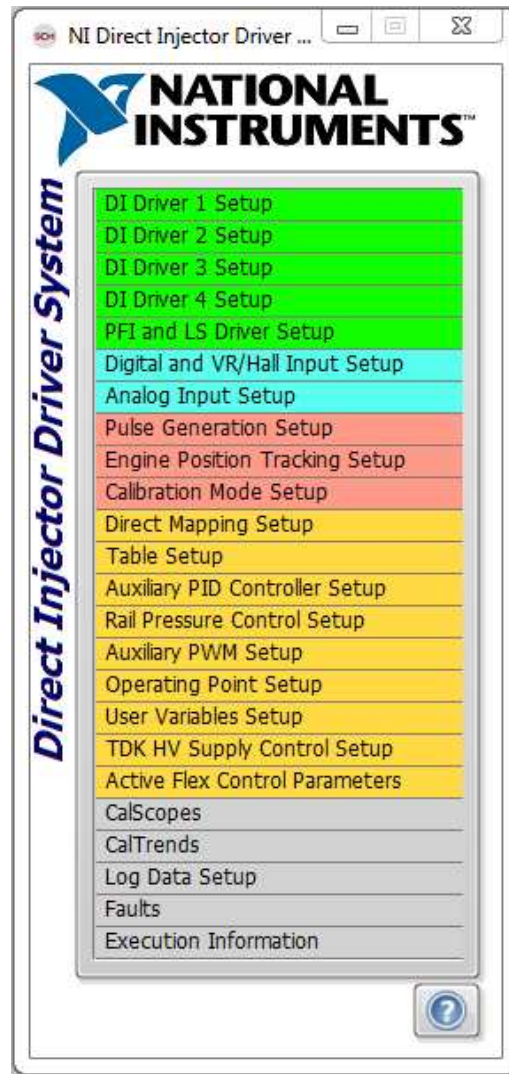 SCH NI Direct Injector Driver ...
NATIONAL
INSTRUMENTS™
Direct Injector Driver System
DI Driver 1 Setup
DI Driver 2 Setup
DI Driver 3 Setup
DI Driver 4 Setup
PFI and LS Driver Setup
Digital and VR/Hall Input Setup
Analog Input Setup
Pulse Generation Setup
Engine Position Tracking Setup
Calibration Mode Setup
Direct Mapping Setup
Table Setup
Auxiliary PID Controller Setup
Rail Pressure Control Setup
Auxiliary PWM Setup
Operating Point Setup
User Variables Setup
TDK HV Supply Control Setup
Active Flex Control Parameters
CalScopes
CalTrends
Log Data Setup
Faults
Execution Information
?